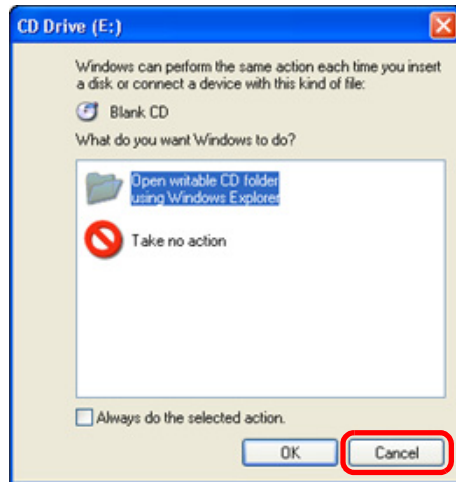 CD Drive (E:)
Windows can perform the same action each time you insert
a disk or connect a device with this kind of file:
Blank CD
What do you want Windows to do?
Open writable CD folder
using Windows Explorer
Take no action
Always do the selected action.
OK
Cancel